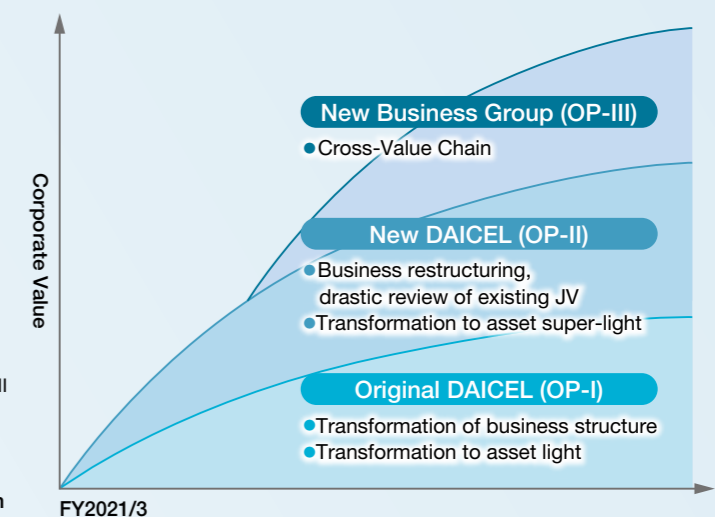 Corporate Value
New Business Group (OP-III)
●Cross-Value Chain
New DAICEL (OP-II)
●Business restructuring,
drastic review of existing JV
●Transformation to asset super-light
Original DAICEL (OP-I)
●Transformation of business structure
●Transformation to asset light
FY2021/3